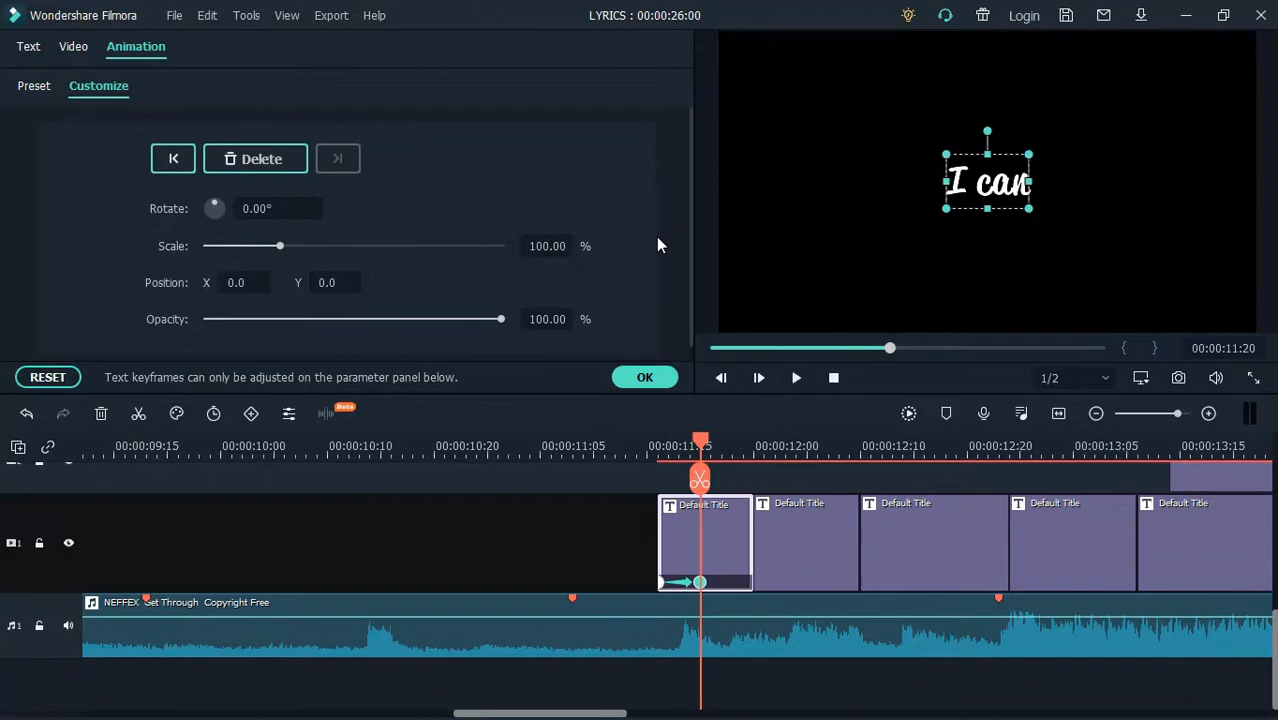 Wondershare Filmora File Edit Tools View Export Help LYRICS : 00:00:26:00 Login
Text Video Animation
Preset Customize
Delete
Rotate: 0.00°
Scale: 100.00 %
Position: X 0.0 Y 0.0
Opacity: 100.00 %
I can
00:00:11:20
RESET Text keyframes can only be adjusted on the parameter panel below. OK
1/2
Beta
00:00:09:15 00:00:10:00 00:00:10:10 00:00:10:20 00:00:11:05 00:00:12:00 00:00:12:10 00:00:12:20 00:00:13:05 00:00:13:15
T Default Title T Default Title T Default Title T Default Title T Default Title
1
NEFFEX Get Through Copyright Free
1